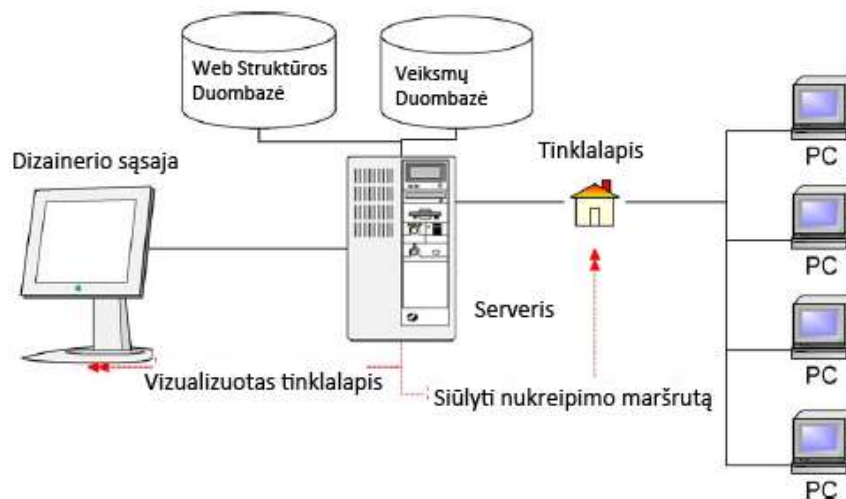 Web Struktūros
Duombazė
Veiksmų
Duombazė
Dizainerio sąsaja
Tinklalapis
PC
PC
Serveris
PC
Vizualizuotas tinklalapis
Siūlyti nukreipimo maršrutą
PC